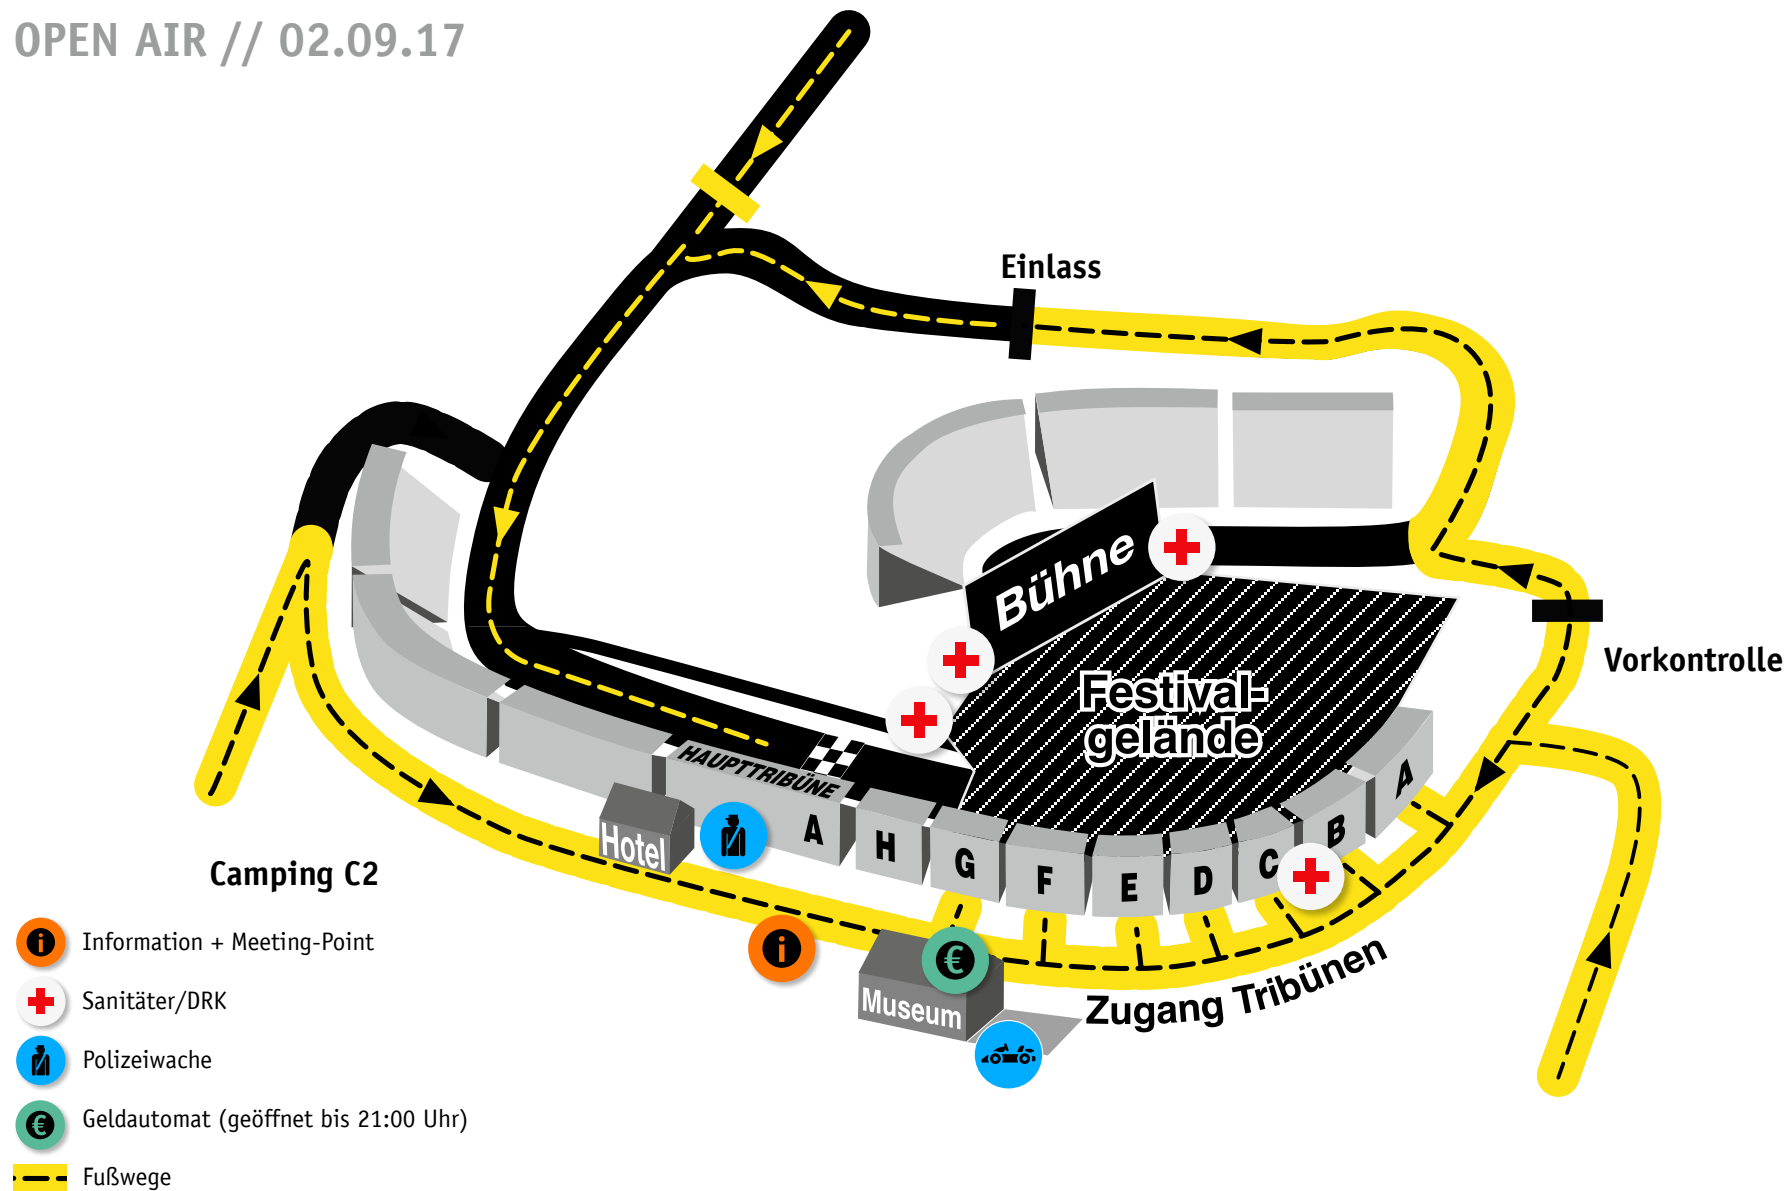 OPEN AIR // 02.09.17
Einlass
Bühne
Vorkontrolle
Festival-
gelände
HAUPTTRIBÜNE
A
H
G
F
E
D
C
B
A
Hotel
Museum
€
i
Zugang Tribünen
Camping C2
i
Information + Meeting-Point
Sanitäter/DRK
Polizeiwache
€
Geldautomat (geöffnet bis 21:00 Uhr)
Fußwege